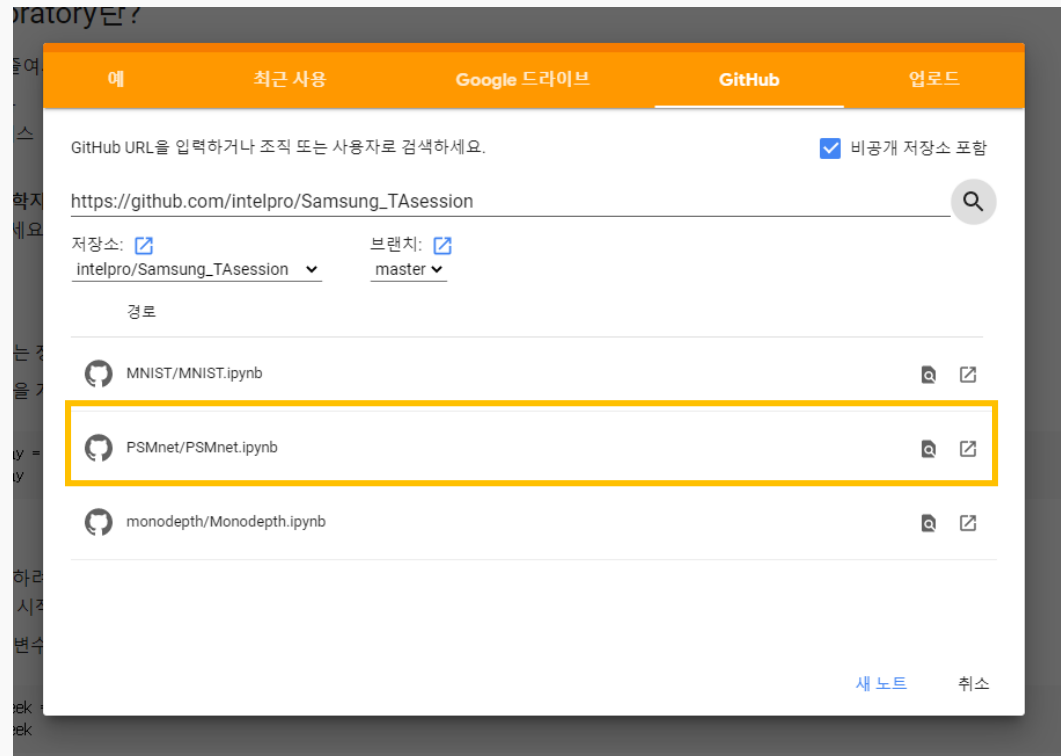 oratory란?
예 최근 사용 Google 드라이브 GitHub 업로드
GitHub URL을 입력하거나 조직 또는 사용자로 검색하세요. 비공개 저장소 포함
https://github.com/intelpro/Samsung_TAsession
저장소: 브랜치:
intelpro/Samsung_TAsession master
경로
MNIST/MNIST.ipynb
PSMnet/PSMnet.ipynb
monodepth/Monodepth.ipynb
새 노트 취소